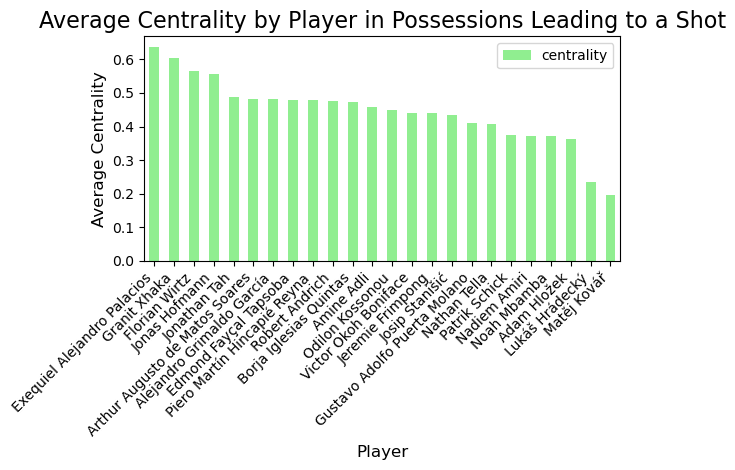 Average Centrality by Player in Possessions Leading to a Shot
centrality
Average Centrality
0.6
0.5
0.4
0.3
0.2
0.1
0.0
Exequiel Alejandro Palacios
Granit Xhaka
Florian Wirtz
Jonas Hofmann
Jonathan Tah
Arthur Augusto de Matos Soares
Alejandro Grimaldo García
Edmond Fayçal Tapsoba
Piero Martín Hincapié Reyna
Robert Andrich
Borja Iglesias Quintas
Amine Adli
Odilon Kossonou
Victor Okoh Boniface
Jeremie Frimpong
Josip Stanišić
Gustavo Adolfo Puerta Molano
Nathan Tella
Patrik Schick
Nadiem Amiri
Noah Mbamba
Adam Hložek
Lukáš Hrádecký
Matěj Kovář
Player